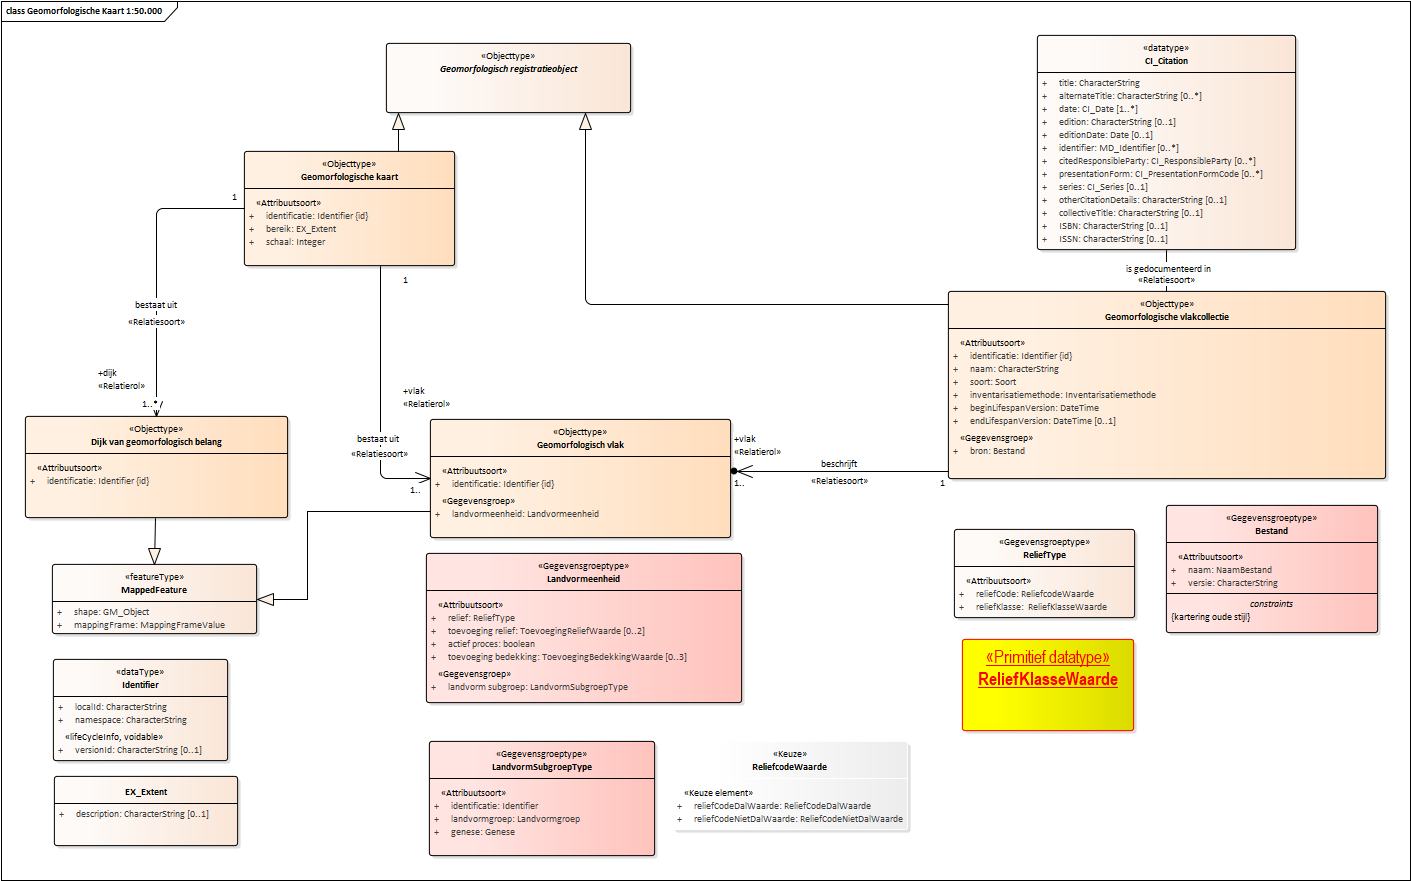 class Geomorfologische Kaart 1:50.000
«Objecttype»
Geomorfologisch registratieobject
«datatype»
CI_Citation
+ title: CharacterString
+ alternateTitle: CharacterString [0..*]
+ date: CI_Date [1..*]
+ edition: CharacterString [0..1]
+ editionDate: Date [0..1]
+ identifier: MD_Identifier [0..*]
+ citedResponsibleParty: CI_ResponsibleParty [0..*]
+ presentationForm: CI_PresentationFormCode [0..*]
+ series: CI_Series [0..1]
+ otherCitationDetails: CharacterString [0..1]
+ collectiveTitle: CharacterString [0..1]
+ ISBN: CharacterString [0..1]
+ ISSN: CharacterString [0..1]
«Objecttype»
Geomorfologische kaart
«Attribuutsoort»
+ identificatie: Identifier {id}
+ bereik: EX_Extent
+ schaal: Integer
1
1
bestaat uit
«Relatiesoort»
+dijk
«Relatierol»
1..*
is gedocumenteerd in
«Relatiesoort»
«Objecttype»
Geomorfologische vlakcollectie
«Attribuutsoort»
+ identificatie: Identifier {id}
+ naam: CharacterString
+ soort: Soort
+ inventarisatiemethode: Inventarisatiemethode
+ beginLifespanVersion: DateTime
+ endLifespanVersion: DateTime [0..1]
«Gegevensgroep»
+ bron: Bestand
+vlak
«Relatierol»
bestaat uit
«Relatiesoort»
1..
«Objecttype»
Dijk van geomorfologisch belang
«Attribuutsoort»
+ identificatie: Identifier {id}
«Objecttype»
Geomorfologisch vlak
«Attribuutsoort»
+ identificatie: Identifier {id}
«Gegevensgroep»
+ landvormeenheid: Landvormeenheid
+vlak
«Relatierol»
1..
beschrijft
«Relatiesoort»
1
«featureType»
MappedFeature
+ shape: GM_Object
+ mappingFrame: MappingFrameValue
«Gegevensgroeptype»
Landvormeenheid
«Attribuutsoort»
+ relief: ReliefType
+ toevoeging relief: ToevoegingReliefWaarde [0..2]
+ actief proces: boolean
+ toevoeging bedekking: ToevoegingBedekkingWaarde [0..3]
«Gegevensgroep»
+ landvorm subgroep: LandvormSubgroepType
«Gegevensgroeptype»
ReliefType
«Attribuutsoort»
+ reliefCode: ReliefcodeWaarde
+ reliefKlasse: ReliefKlasseWaarde
«Gegevensgroeptype»
Bestand
«Attribuutsoort»
+ naam: NaamBestand
+ versie: CharacterString
constraints
{kartering oude stijl}
«Primitief datatype»
ReliefKlasseWaarde
«dataType»
Identifier
+ localId: CharacterString
+ namespace: CharacterString
«lifeCycleInfo, voidable»
+ versionId: CharacterString [0..1]
EX_Extent
+ description: CharacterString [0..1]
«Gegevensgroeptype»
LandvormSubgroepType
«Attribuutsoort»
+ identificatie: Identifier
+ landvormgroep: Landvormgroep
+ genese: Genese
«Keuze»
ReliefcodeWaarde
«Keuze element»
+ reliefCodeDalWaarde: ReliefCodeDalWaarde
+ reliefCodeNietDalWaarde: ReliefCodeNietDalWaarde